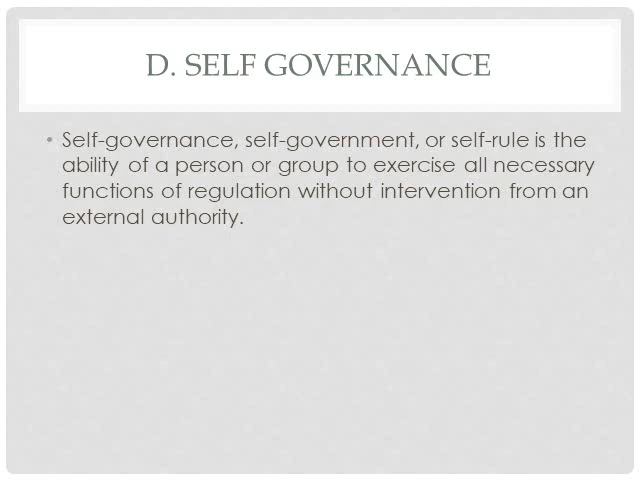 D. SELF GOVERNANCE
• Self-governance, self-government, or self-rule is the
ability of a person or group to exercise all necessary
functions of regulation without intervention from an
external authority.